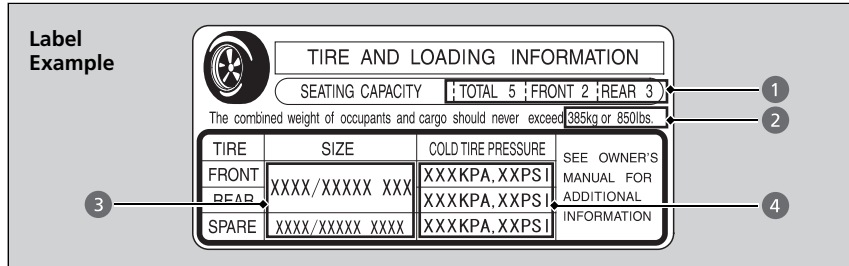 Label
Example
TIRE AND LOADING INFORMATION
SEATING CAPACITY TOTAL 5 FRONT 2 REAR 3
1
The combined weight of occupants and cargo should never exceed 385kg or 850lbs.
2
TIRE SIZE COLD TIRE PRESSURE
SEE OWNER'S
MANUAL FOR
ADDITIONAL
INFORMATION
FRONT XXXX/XXXXX XXX XXXKPA,XXPSI
REAR XXXKPA,XXPSI
SPARE XXXX/XXXXX XXXX XXXKPA,XXPSI
3
4